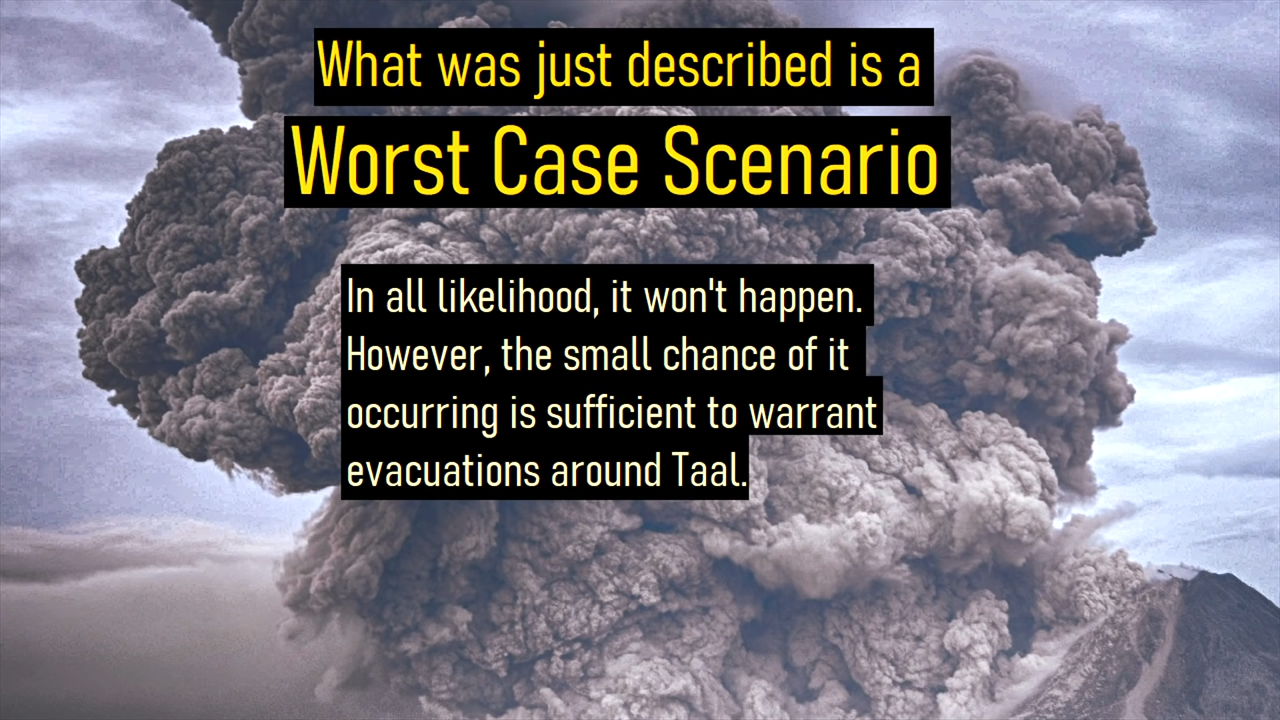 What was just described is a
Worst Case Scenario
In all likelihood, it won't happen.
However, the small chance of it
occurring is sufficient to warrant
evacuations around Taal.